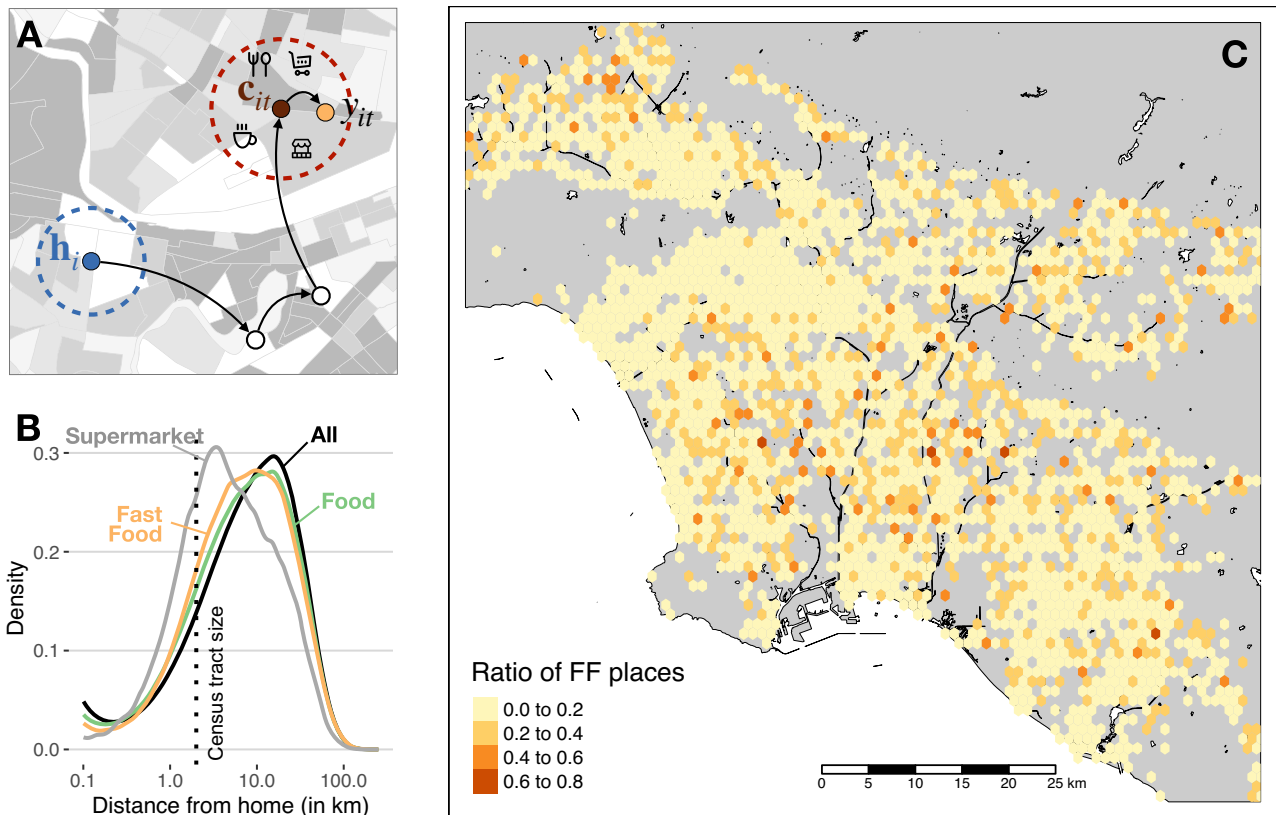 A
c_it
y_it
h_i
B
Supermarket
All
Fast
Food
Food
Census tract size
Density
0.3
0.2
0.1
0.0
0.1
1.0
10.0
100.0
Distance from home (in km)
C
Ratio of FF places
0.0 to 0.2
0.2 to 0.4
0.4 to 0.6
0.6 to 0.8
0 5 10 15 20 25 km